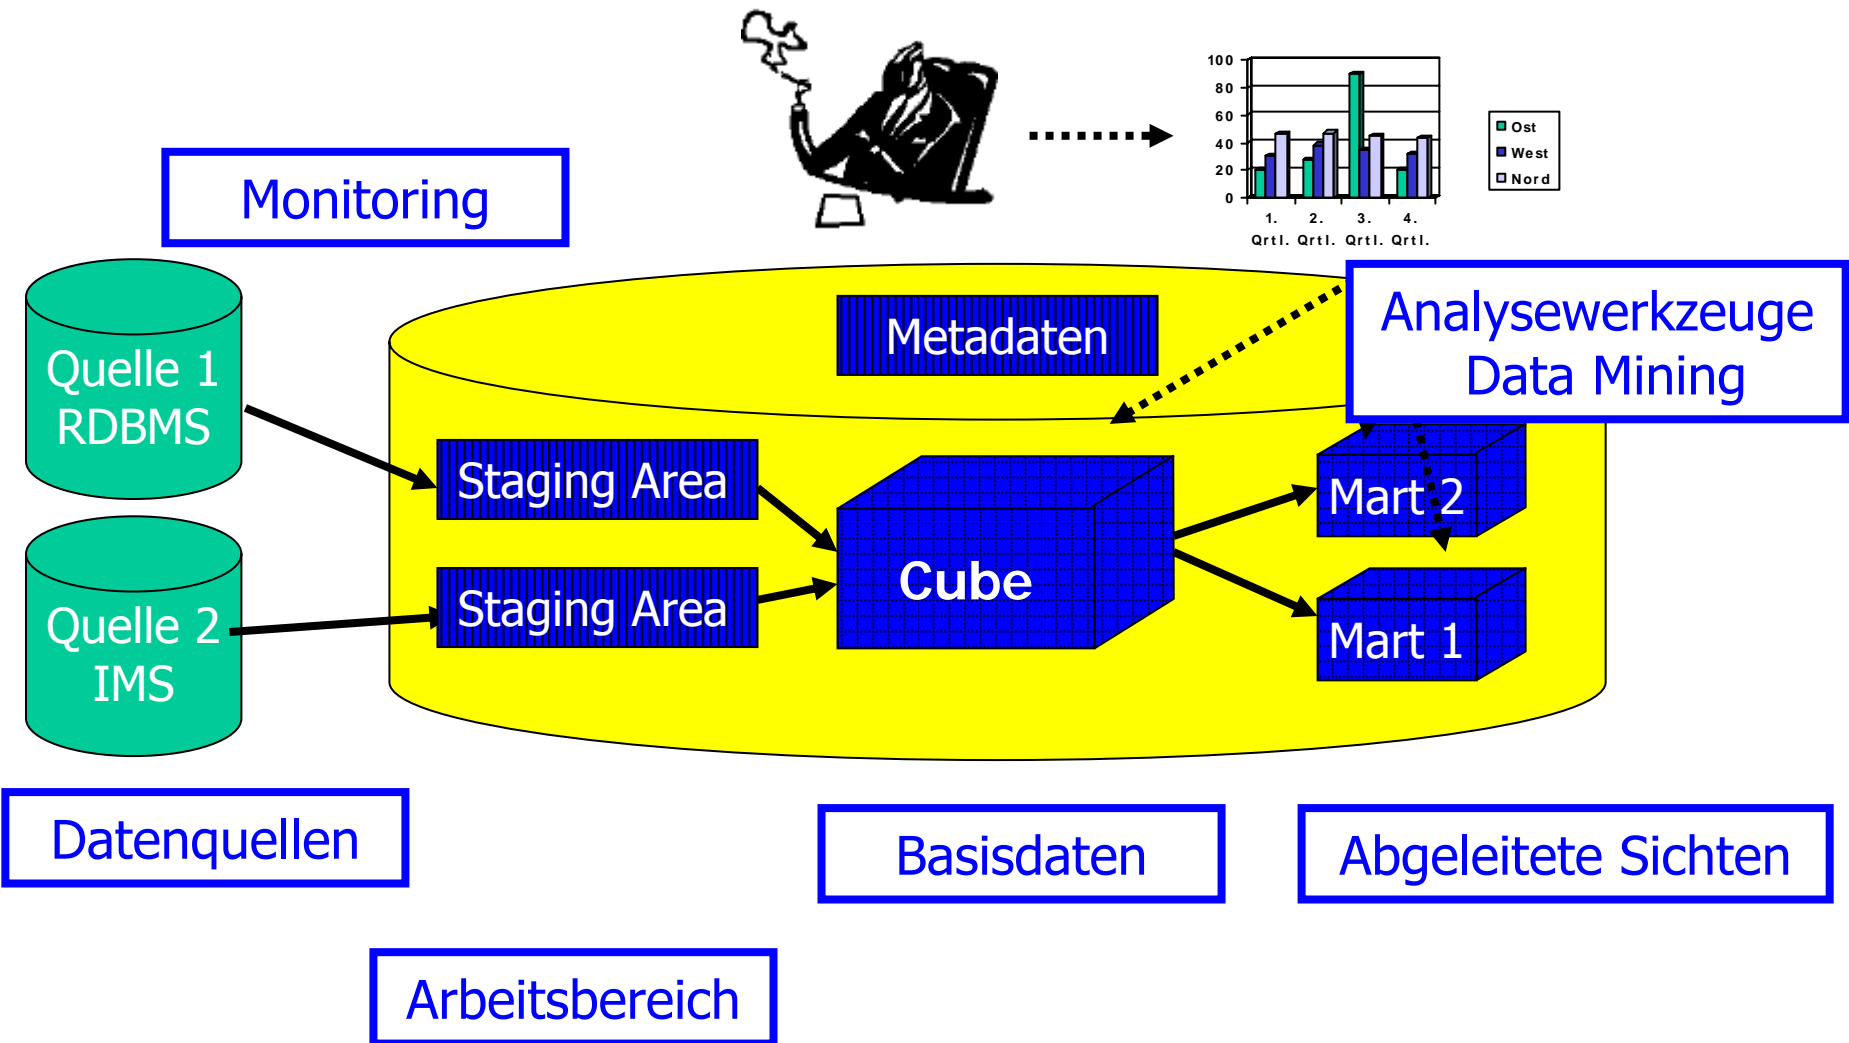 100
80
60
40
20
0
1. 2. 3. 4.
Qrtl. Qrtl. Qrtl. Qrtl.
Ost
West
Nord
Monitoring
Quelle 1
RDBMS
Metadaten
Analysewerkzeuge
Data Mining
Staging Area
Mart 2
Cube
Quelle 2
IMS
Staging Area
Mart 1
Datenquellen
Basisdaten
Abgeleitete Sichten
Arbeitsbereich